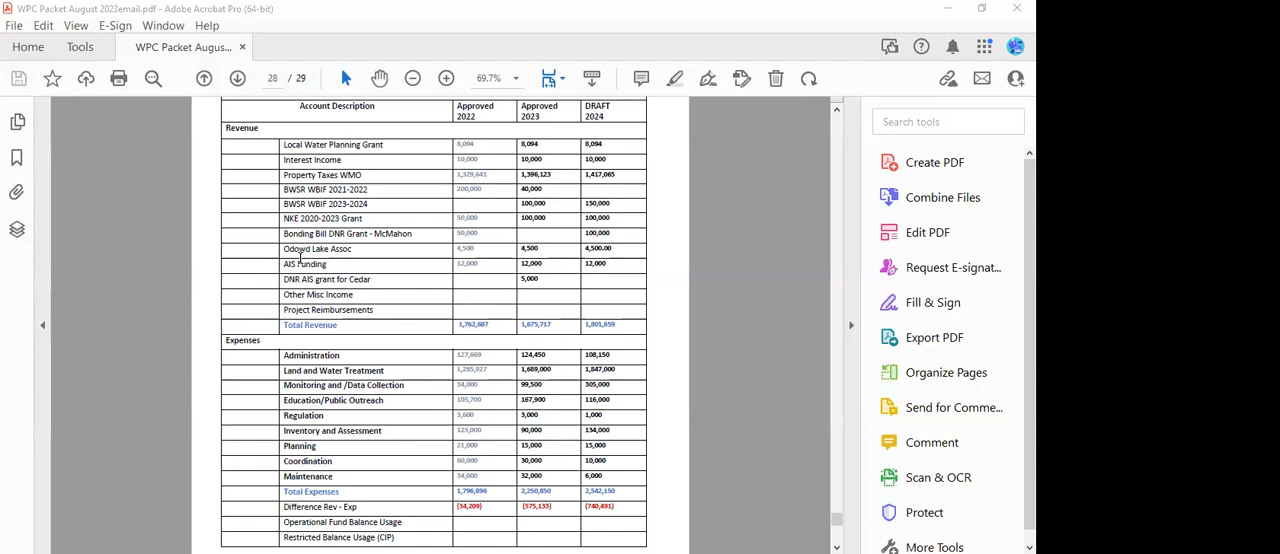 WPC Packet August 2023email.pdf - Adobe Acrobat Pro (64-bit)
File Edit View E-Sign Window Help
Home Tools WPC Packet Augus... ×
28 / 29 69.7%
Account Description Approved 2022 Approved 2023 DRAFT 2024
Revenue
Local Water Planning Grant 8,094 8,094 8,094
Interest Income 10,000 10,000 10,000
Property Taxes WMO 1,329,641 1,396,123 1,417,065
BWSR WBIF 2021-2022 200,000 40,000
BWSR WBIF 2023-2024 100,000 150,000
NKE 2020-2023 Grant 50,000 100,000 100,000
Bonding Bill DNR Grant - McMahon 50,000 100,000
Odowd Lake Assoc 4,500 4,500 4,500.00
AIS Funding 12,000 12,000 12,000
DNR AIS grant for Cedar 5,000
Other Misc Income
Project Reimbursements
Total Revenue 1,762,687 1,675,717 1,801,659
Expenses
Administration 127,669 124,450 108,150
Land and Water Treatment 1,285,927 1,689,000 1,847,000
Monitoring and /Data Collection 34,000 99,500 305,000
Education/Public Outreach 105,700 167,900 116,000
Regulation 3,600 3,000 1,000
Inventory and Assessment 125,000 90,000 134,000
Planning 21,000 15,000 15,000
Coordination 60,000 30,000 10,000
Maintenance 34,000 32,000 6,000
Total Expenses 1,796,896 2,250,850 2,542,150
Difference Rev - Exp (34,209) (575,133) (740,491)
Operational Fund Balance Usage
Restricted Balance Usage (CIP)
Search tools
Create PDF
Combine Files
Edit PDF
Request E-signat...
Fill & Sign
Export PDF
Organize Pages
Send for Comme...
Comment
Scan & OCR
Protect
More Tools